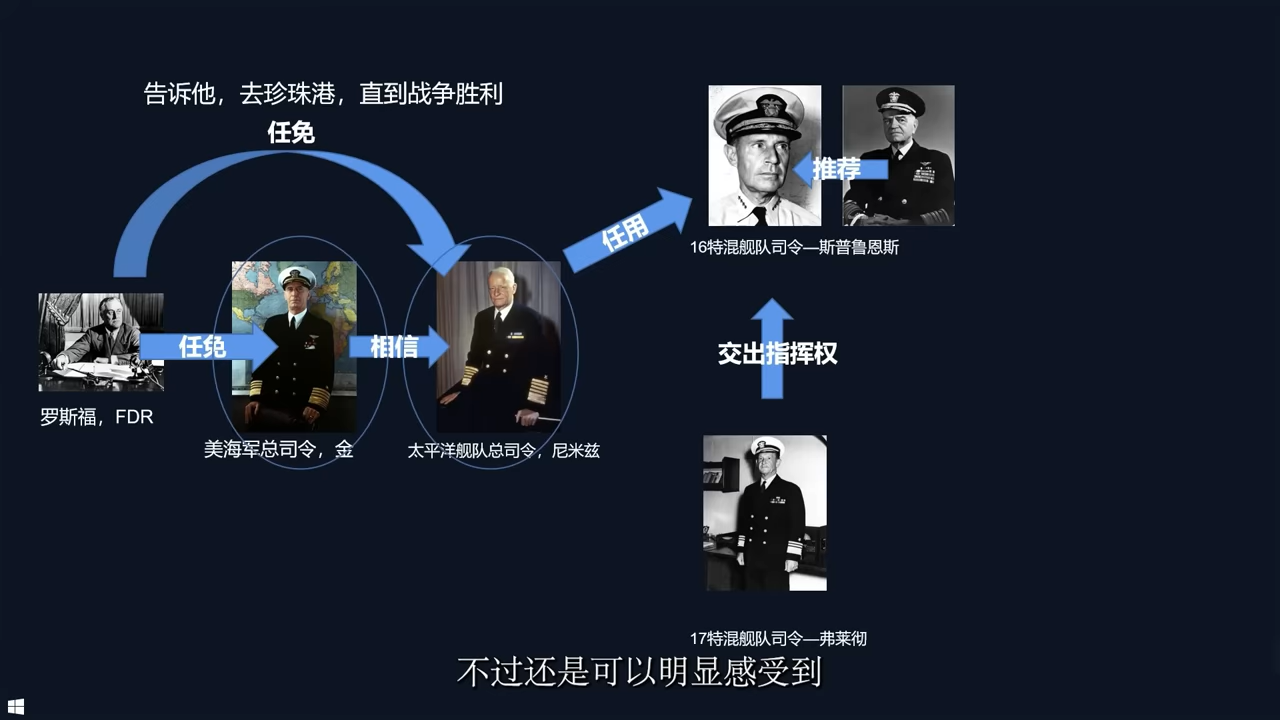 告诉他，去珍珠港，直到战争胜利
任免
推荐
任用
16特混舰队司令—斯普鲁恩斯
任免
相信
交出指挥权
罗斯福，FDR
美海军总司令，金
太平洋舰队总司令，尼米兹
17特混舰队司令—弗莱彻
不过还是可以明显感受到